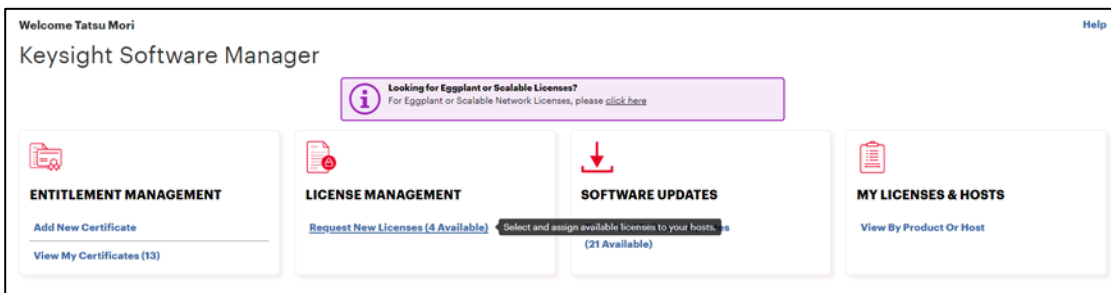 Welcome Tatsu Mori
Help
Keysight Software Manager
Looking for Eggplant or Scalable Licenses?
For Eggplant or Scalable Network Licenses, please click here
ENTITLEMENT MANAGEMENT
Add New Certificate
View My Certificates (13)
LICENSE MANAGEMENT
Request New Licenses (4 Available)
Select and assign available licenses to your hosts.
SOFTWARE UPDATES
(21 Available)
MY LICENSES & HOSTS
View By Product Or Host